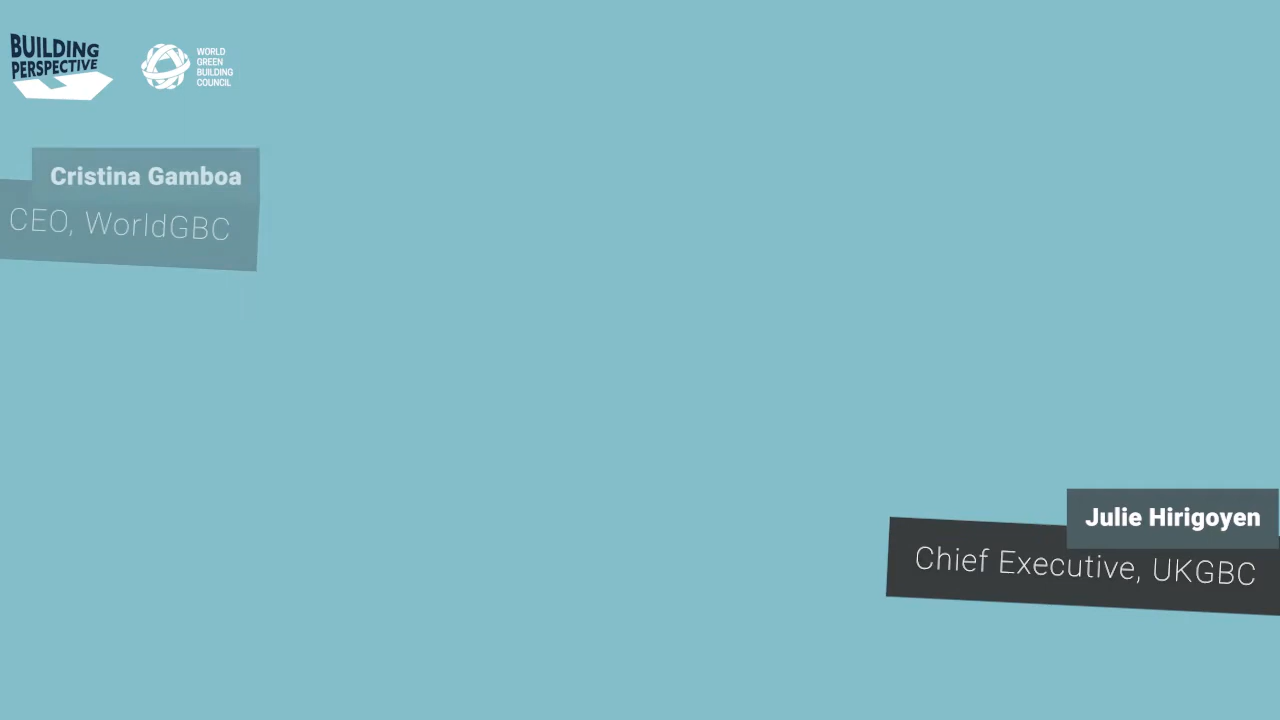 BUILDING
PERSPECTIVE
WORLD
GREEN
BUILDING
COUNCIL
Cristina Gamboa
CEO, WorldGBC
Julie Hirigoyen
Chief Executive, UKGBC